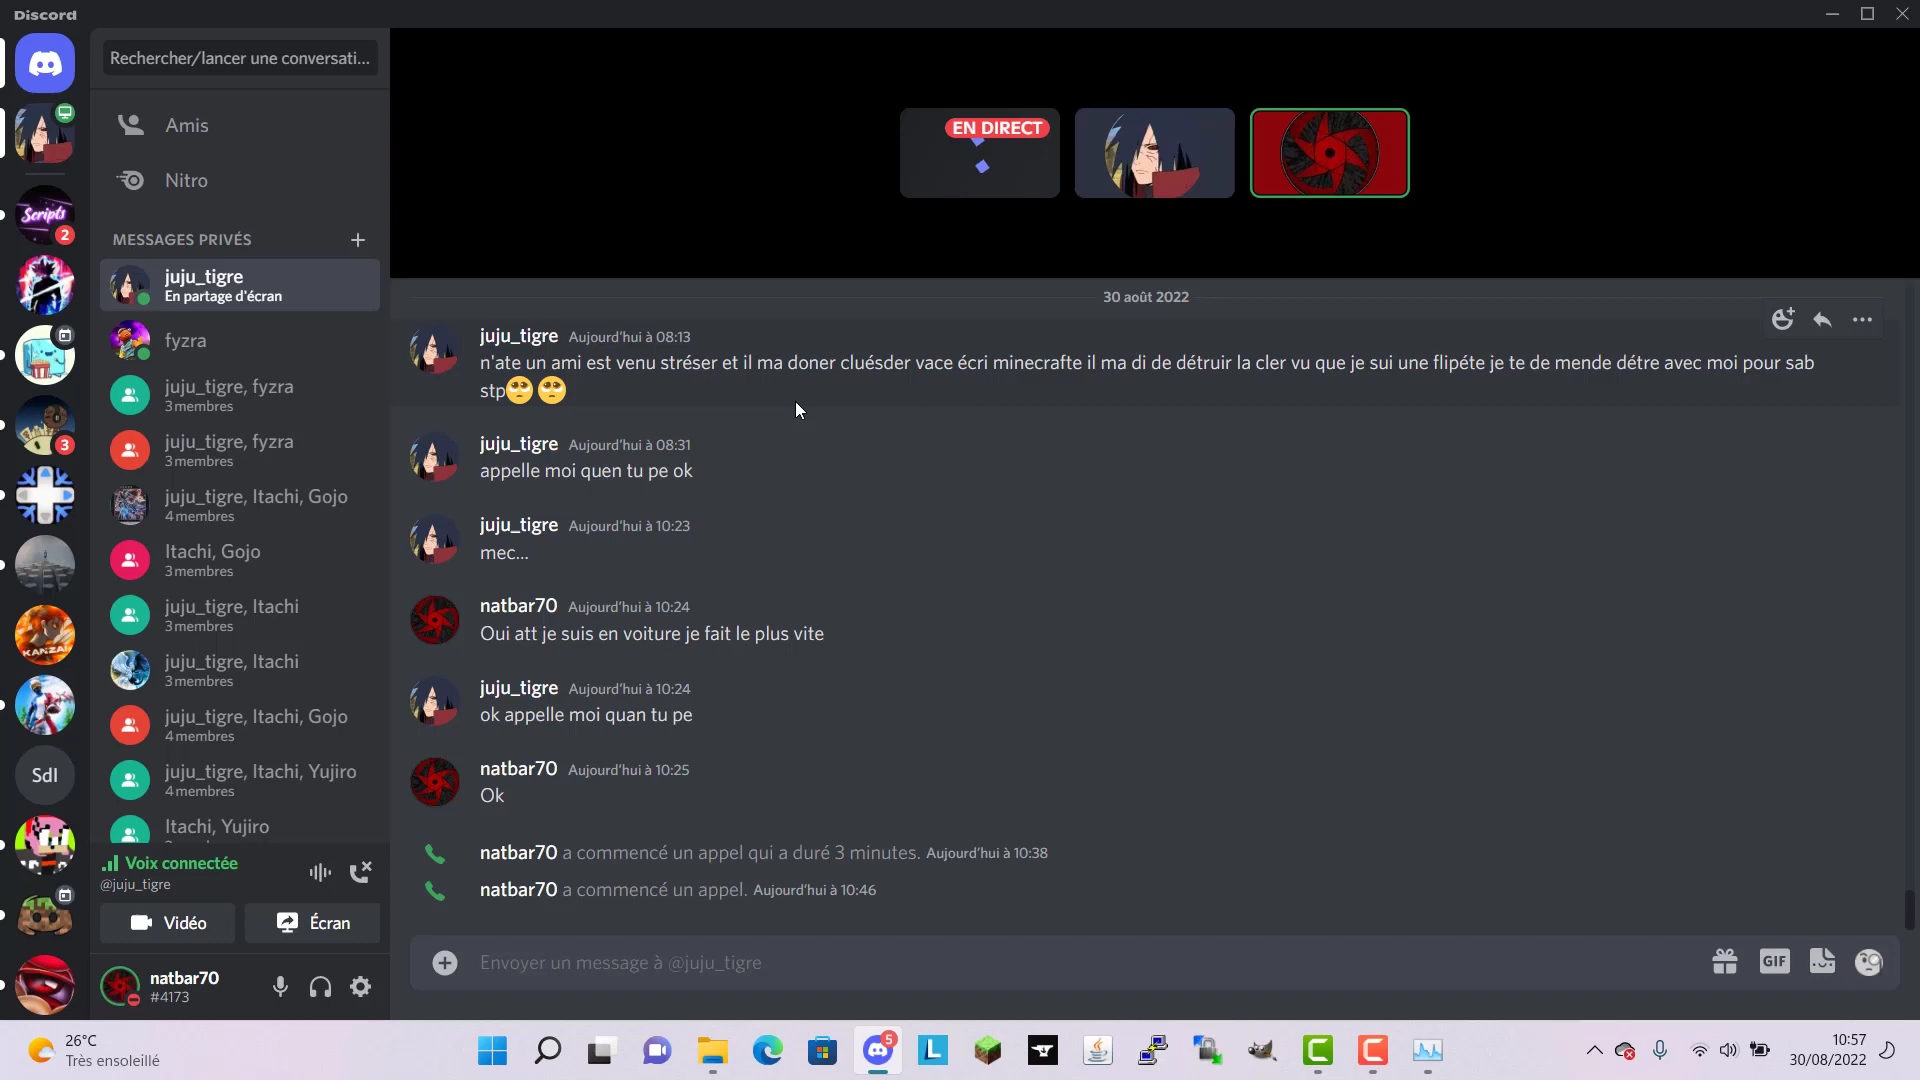 Discord
Rechercher/lancer une conversati...
Amis
Nitro
MESSAGES PRIVÉS
juju_tigre
En partage d'écran
fyzra
juju_tigre, fyzra
3 membres
juju_tigre, fyzra
3 membres
juju_tigre, Itachi, Gojo
4 membres
Itachi, Gojo
3 membres
juju_tigre, Itachi
3 membres
juju_tigre, Itachi
3 membres
juju_tigre, Itachi, Gojo
4 membres
juju_tigre, Itachi, Yujiro
4 membres
Itachi, Yujiro
Scripts
2
3
KANZAI
SdI
Voix connectée
@juju_tigre
Vidéo
Écran
natbar70
#4173
EN DIRECT
30 août 2022
juju_tigre Aujourd'hui à 08:13
n'ate un ami est venu stréser et il ma doner cluésder vace écri minecrafte il ma di de détruir la cler vu que je sui une flipéte je te de mende détre avec moi pour sab
stp🥺 🥺
juju_tigre Aujourd'hui à 08:31
appelle moi quen tu pe ok
juju_tigre Aujourd'hui à 10:23
mec...
natbar70 Aujourd'hui à 10:24
Oui att je suis en voiture je fait le plus vite
juju_tigre Aujourd'hui à 10:24
ok appelle moi quan tu pe
natbar70 Aujourd'hui à 10:25
Ok
natbar70 a commencé un appel qui a duré 3 minutes. Aujourd'hui à 10:38
natbar70 a commencé un appel. Aujourd'hui à 10:46
Envoyer un message à @juju_tigre
GIF
26°C
Très ensoleillé
5
L
C
C
10:57
30/08/2022